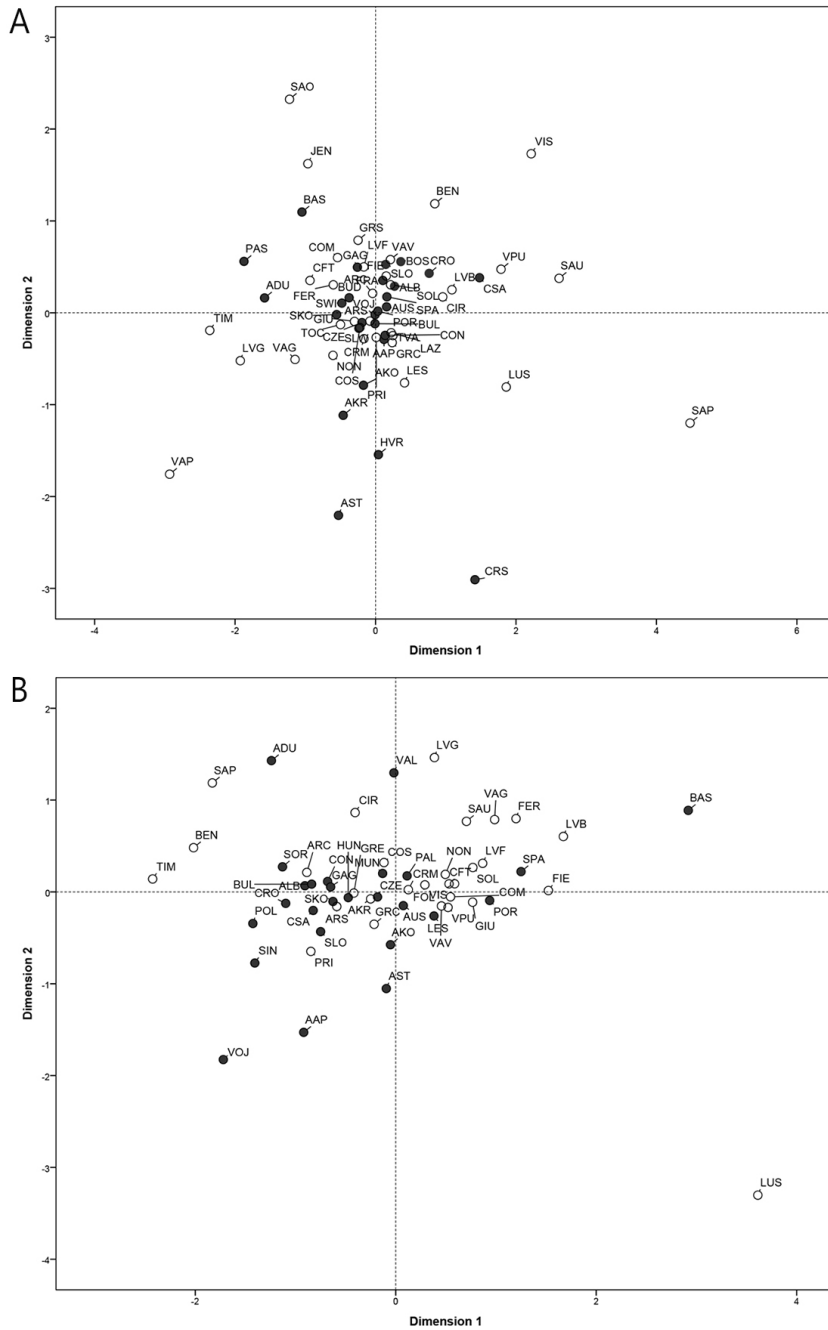 A
3
2
1
0
-1
-2
-3
Dimension 2
SAO
JEN
VIS
BAS
BEN
GRS
PAS
COM
LVF
VAV
GAG
FIE
BOS
CRO
VPU
SAU
CFT
SLO
LVB
ADU
ARC
CSA
FER
BUD
ALB
SOL
SWI
VOJ
AUS
SPA
CIR
SKO
ARS
TIM
GIU
POR
BUL
TOC
CON
CZE
TVA
LAZ
LVG
VAG
CRM
AAP
GRC
NON
AKO
LES
LUS
COS
PRI
SAP
AKR
HVR
VAP
AST
CRS
-4
-2
0
2
4
6
Dimension 1
B
2
1
0
-1
-2
-3
-4
Dimension 2
ADU
VAL
LVG
SAP
BAS
CIR
SAU
VAG
FER
LVB
BEN
SOR
ARC
HUN
GRE
COS
NON
LVF
TIM
CON
MUN
PAL
CRM
CFT
SPA
BUL
ALB
GAG
CZE
SOL
FIE
CRO
SKO
FOL
VIS
COM
POL
CSA
ARS
AKR
GRC
AUS
LES
VPU
GIU
POR
SLO
AKO
VAV
SIN
PRI
AST
AAP
VOJ
LUS
-2
0
2
4
Dimension 1